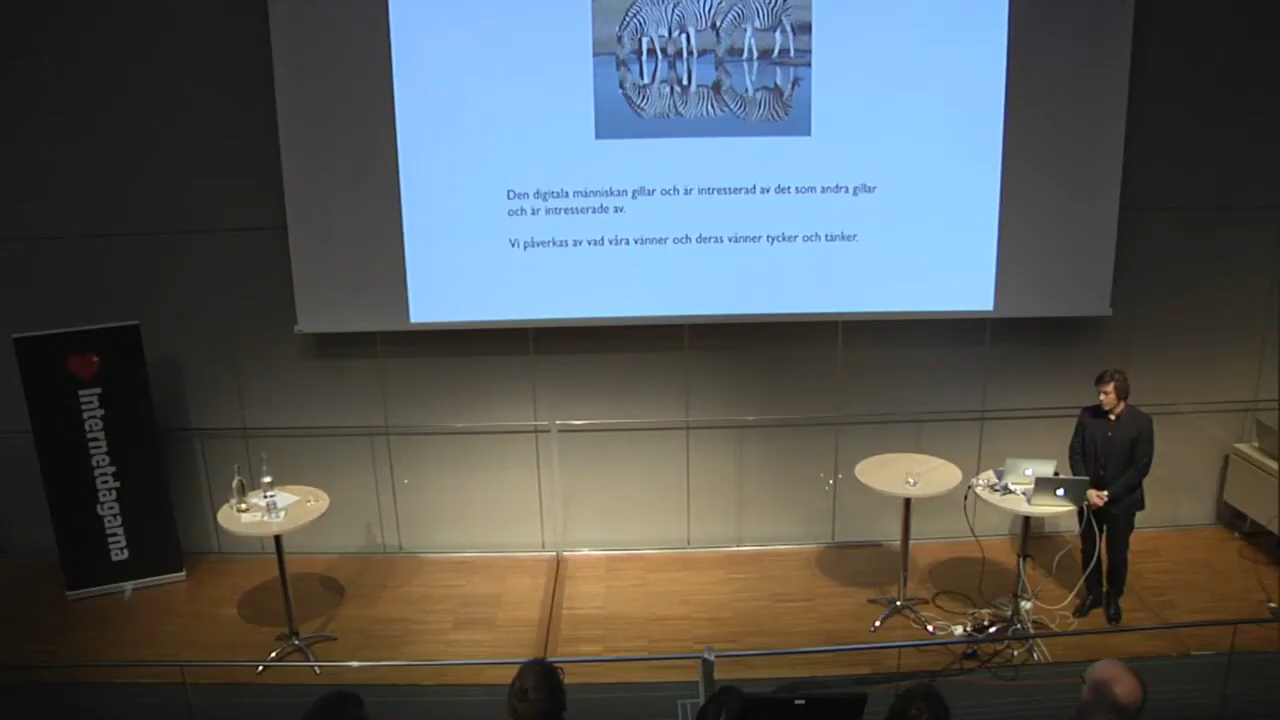 Den digitala människan gillar och är intresserad av det som andra gillar
och är intresserade av.
Vi påverkas av vad våra vänner och deras vänner tycker och tänker.
Internetdagarna